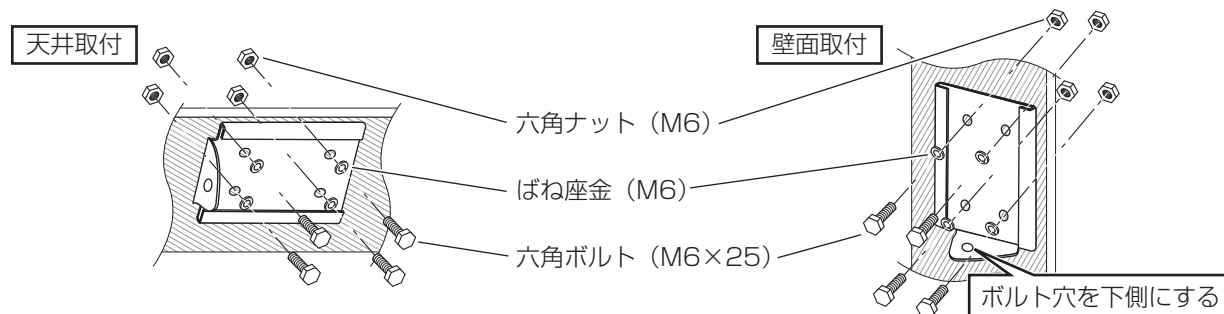 天井取付
壁面取付
六角ナット（M6）
ばね座金（M6）
六角ボルト（M6×25）
ボルト穴を下側にする